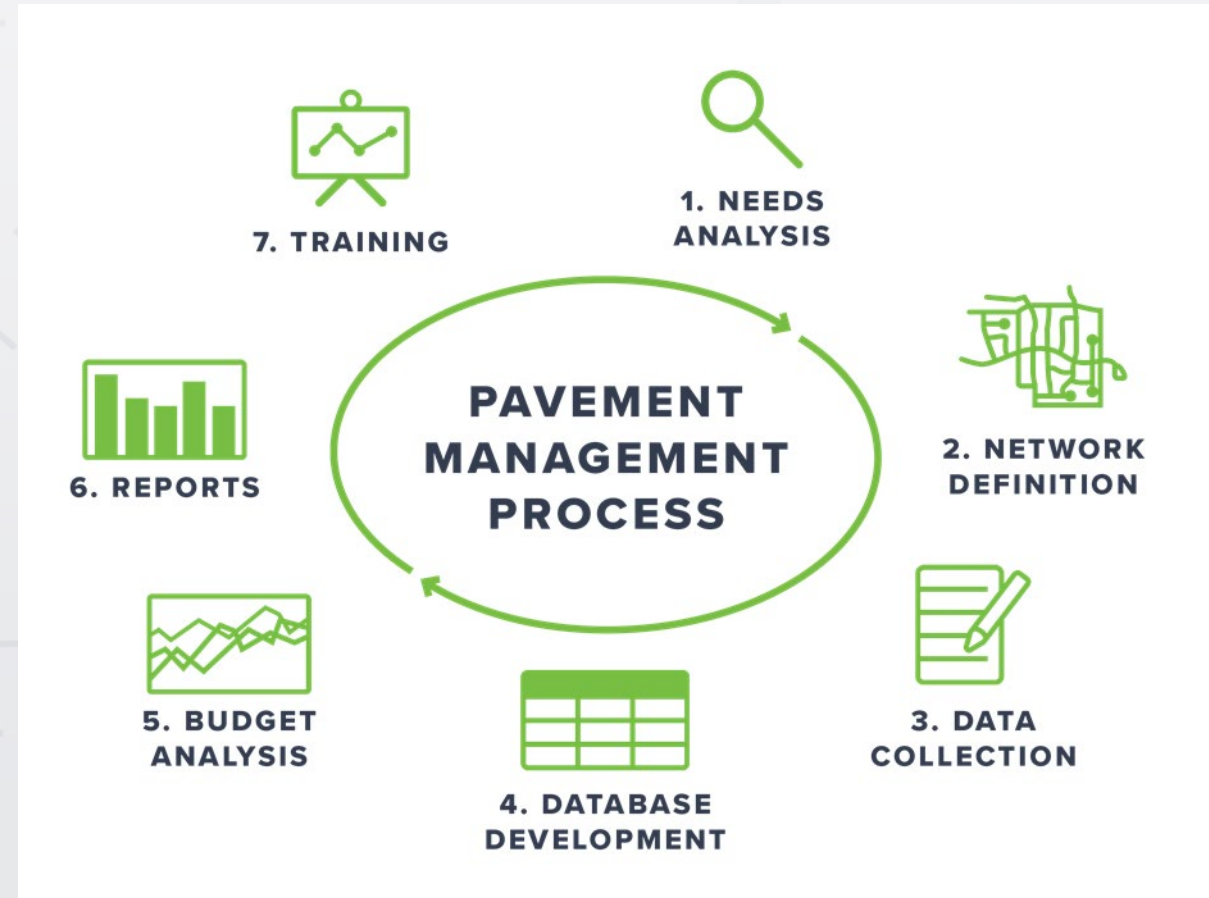 PAVEMENT
MANAGEMENT
PROCESS
1. NEEDS
ANALYSIS
2. NETWORK
DEFINITION
3. DATA
COLLECTION
4. DATABASE
DEVELOPMENT
5. BUDGET
ANALYSIS
6. REPORTS
7. TRAINING